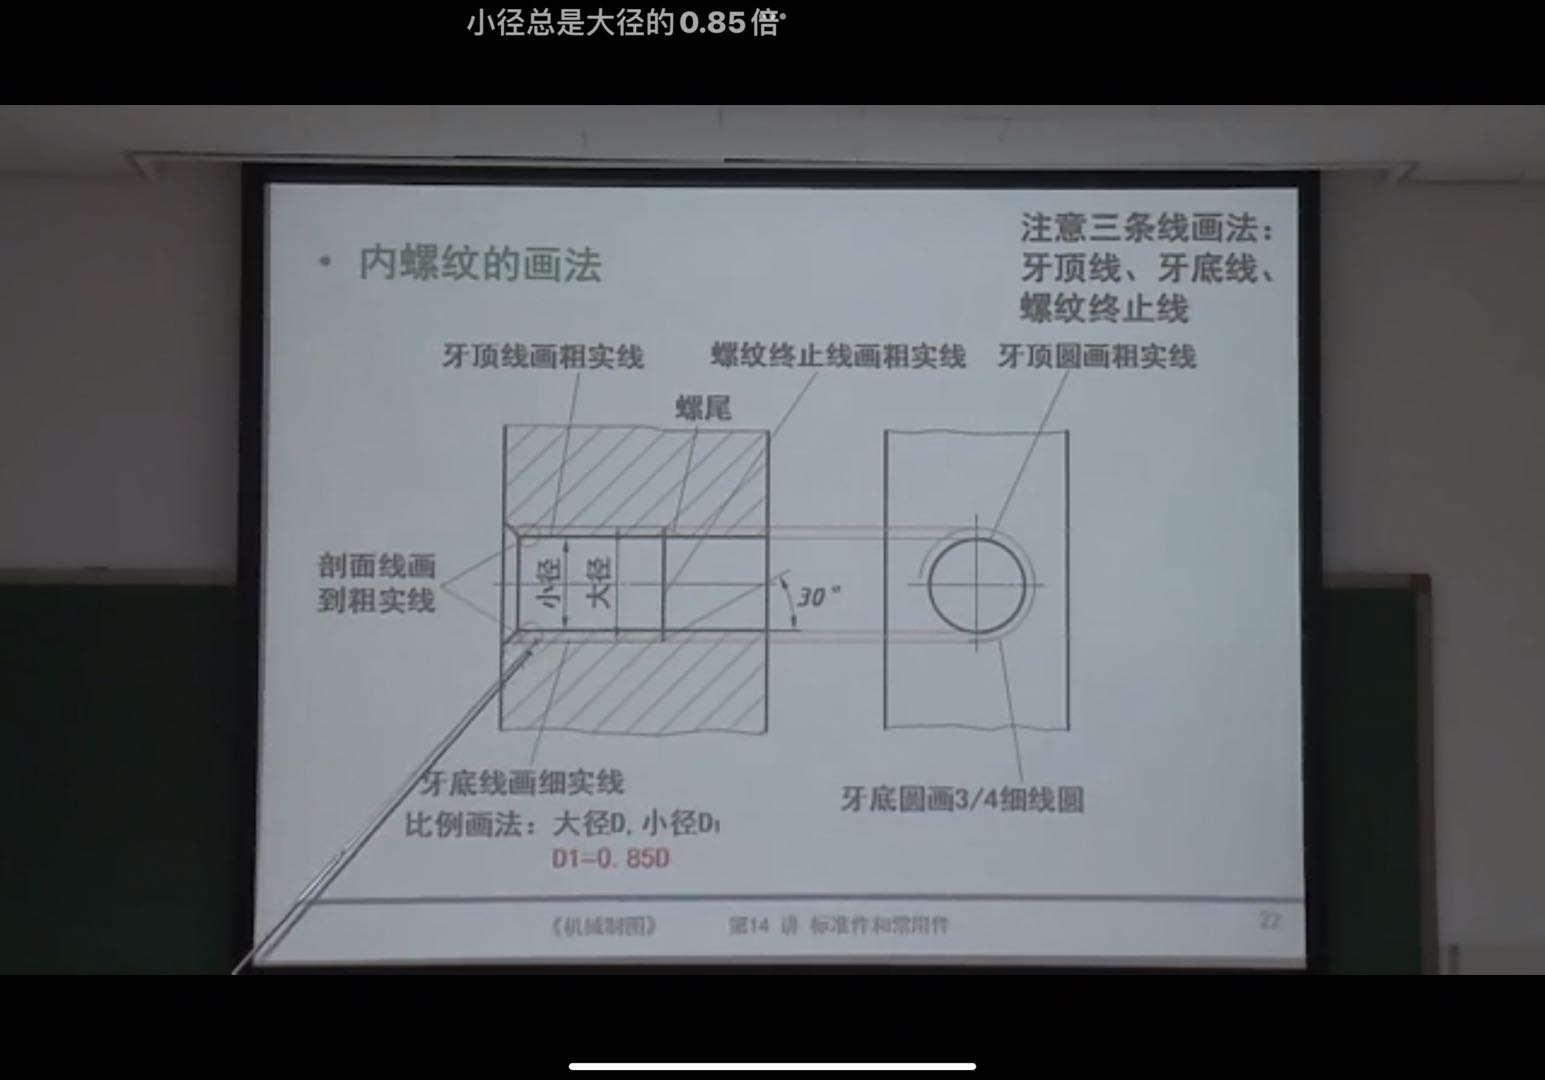 小径总是大径的0.85倍
注意三条线画法：
牙顶线、牙底线、
螺纹终止线
• 内螺纹的画法
牙顶线画粗实线
螺纹终止线画粗实线
牙顶圆画粗实线
螺尾
剖面线画
到粗实线
小径
大径
30°
牙底线画细实线
牙底圆画3/4细线圆
比例画法：大径D, 小径D₁
D1=0.85D
《机械制图》
第14 讲 标准件和常用件
22